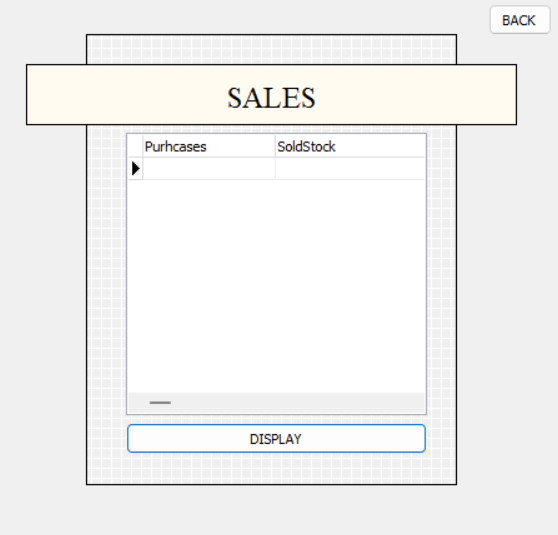 BACK
SALES
Purhcases SoldStock
DISPLAY